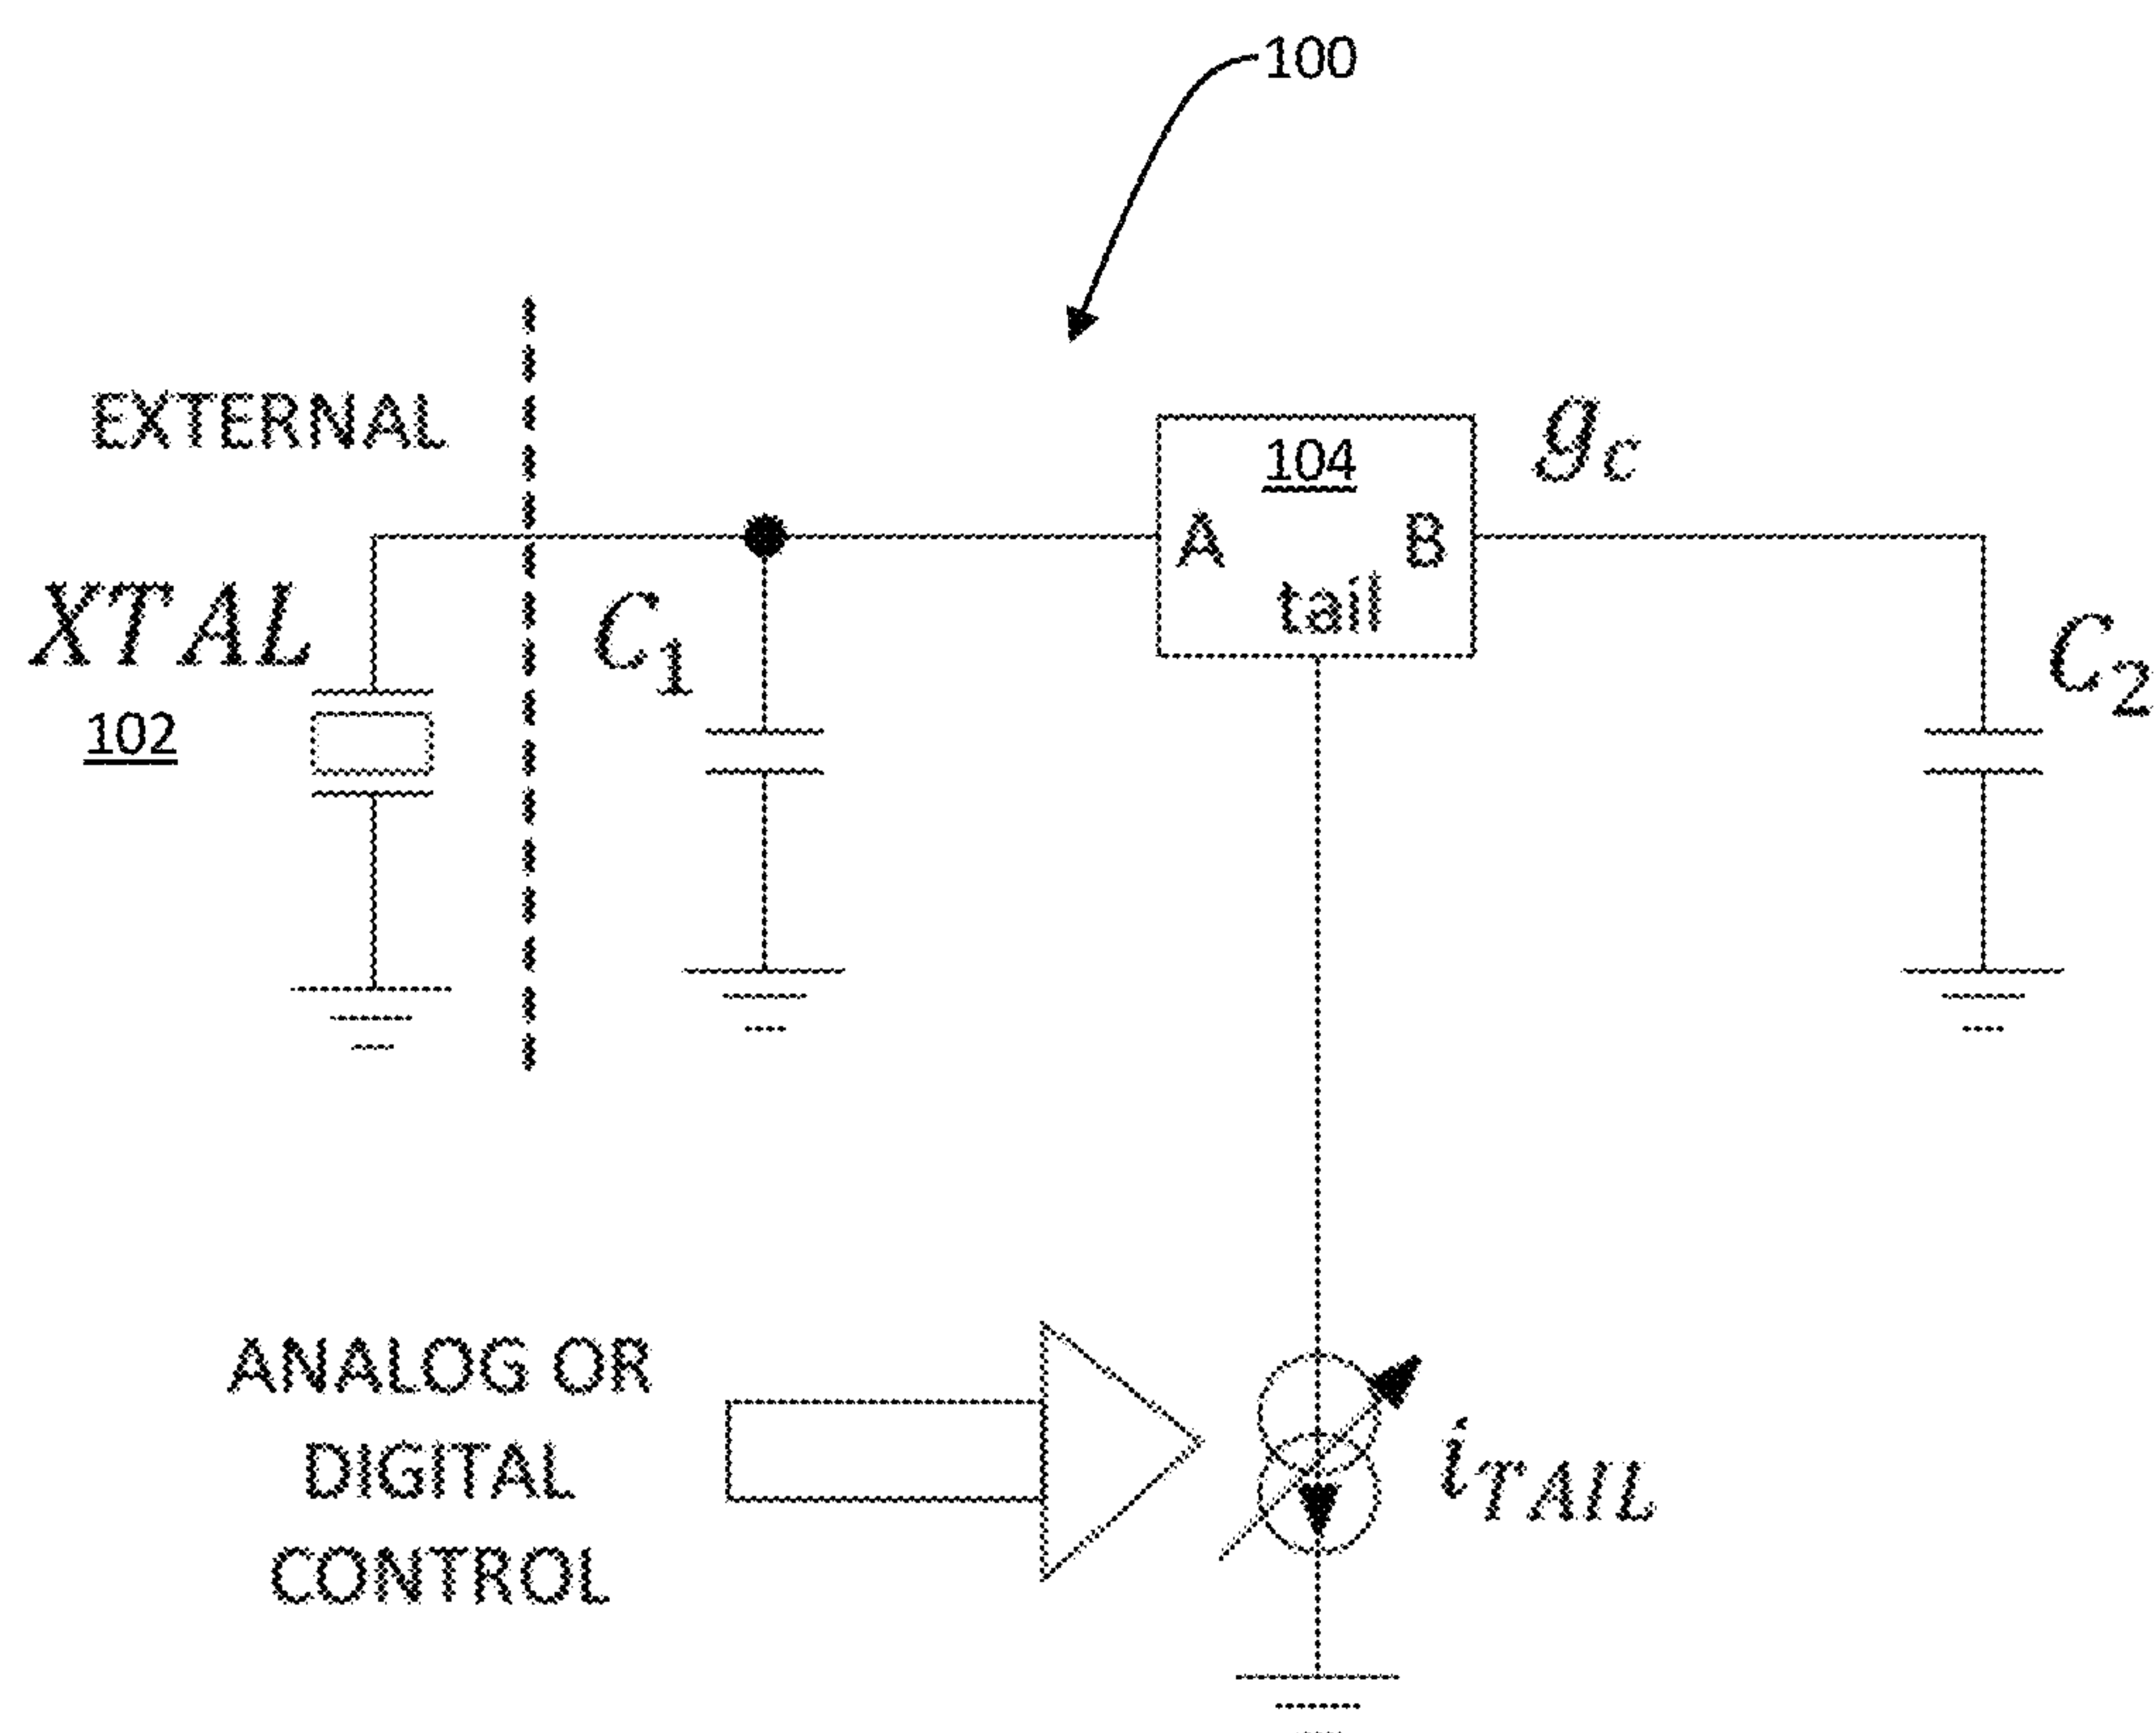 100
EXTERNAL
104
g_C
A
B
tail
XTAL
102
C_1
C_2
ANALOG OR
DIGITAL
CONTROL
i_TAIL